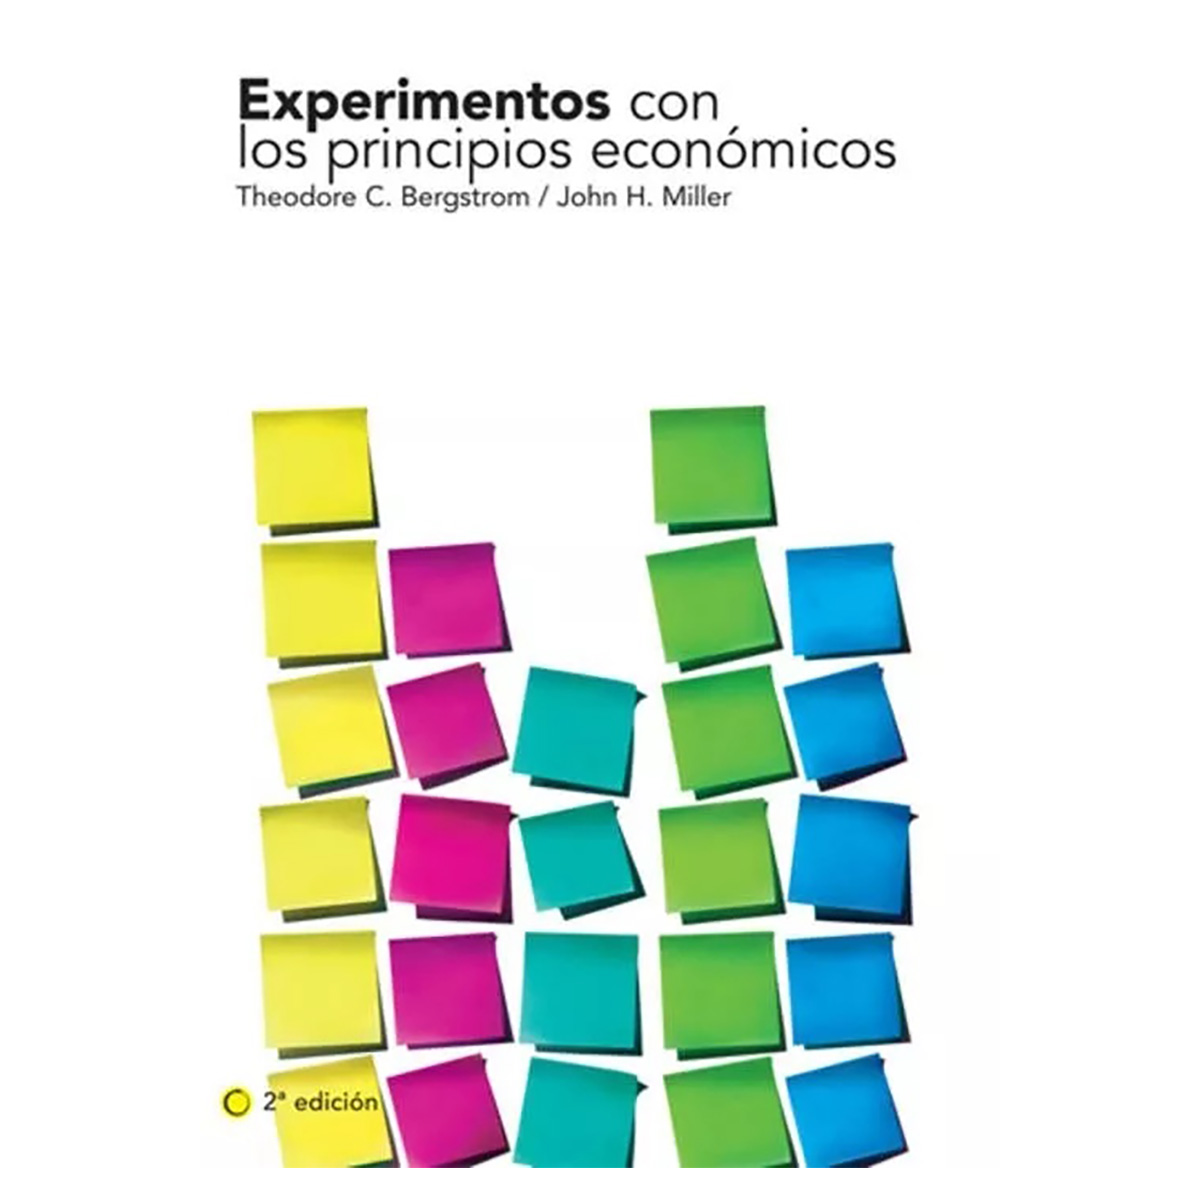 Experimentos con
los principios económicos
Theodore C. Bergstrom / John H. Miller
2ª edición